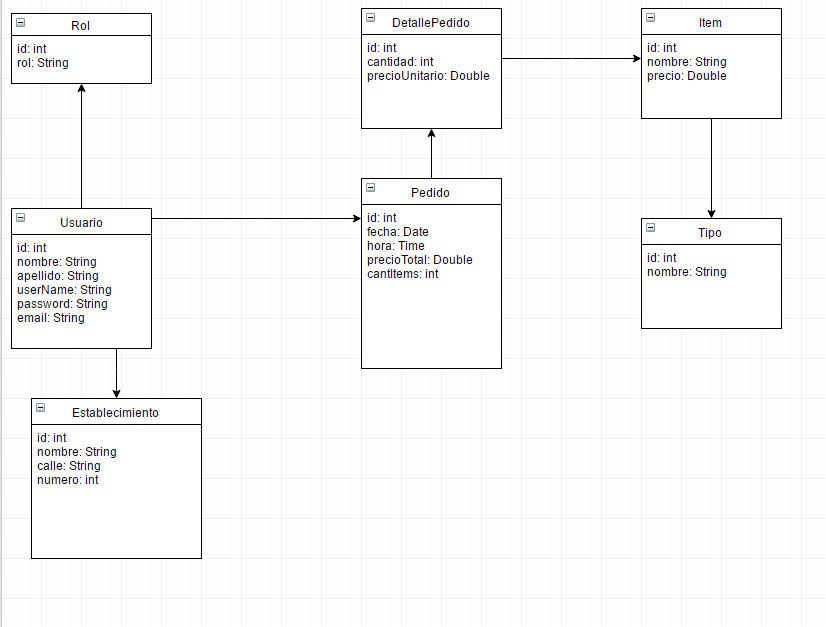 Rol
id: int
rol: String
DetallePedido
id: int
cantidad: int
precioUnitario: Double
Item
id: int
nombre: String
precio: Double
Usuario
id: int
nombre: String
apellido: String
userName: String
password: String
email: String
Pedido
id: int
fecha: Date
hora: Time
precioTotal: Double
cantItems: int
Tipo
id: int
nombre: String
Establecimiento
id: int
nombre: String
calle: String
numero: int